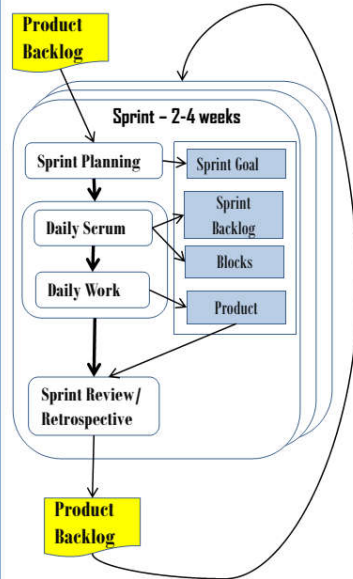 Product
Backlog
Sprint – 2-4 weeks
Sprint Planning
Sprint Goal
Daily Scrum
Sprint
Backlog
Blocks
Daily Work
Product
Sprint Review/
Retrospective
Product
Backlog